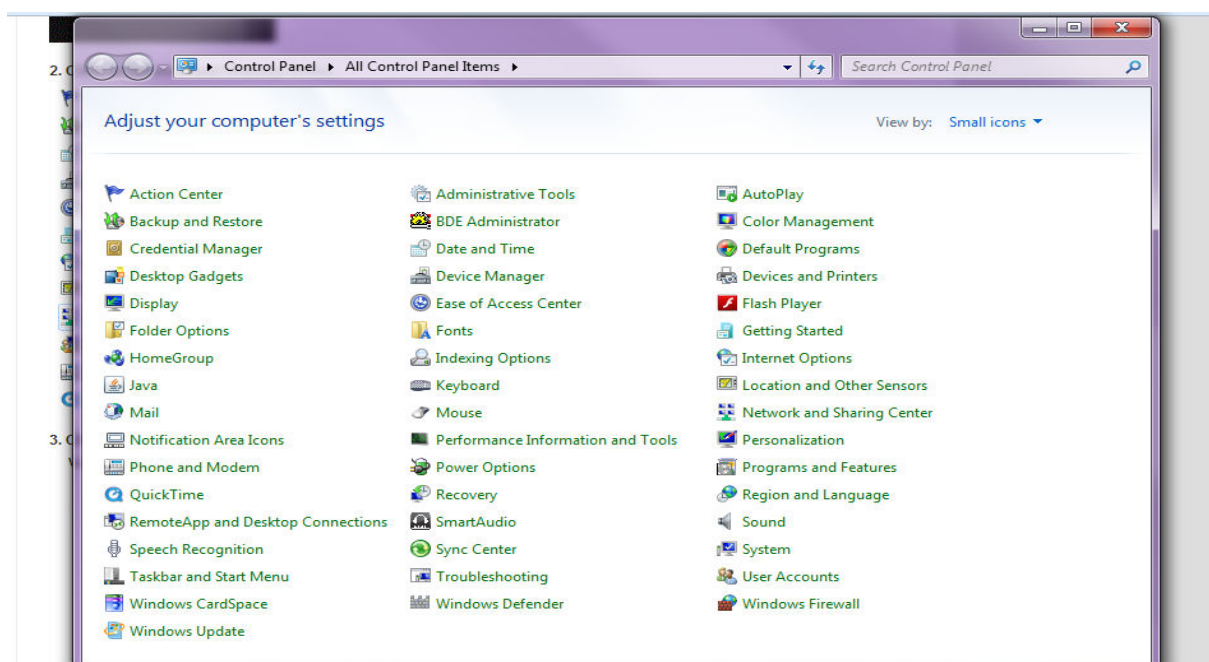 Control Panel All Control Panel Items Search Control Panel
2. C
Adjust your computer's settings View by: Small icons
Action Center Administrative Tools AutoPlay
Backup and Restore BDE Administrator Color Management
Credential Manager Date and Time Default Programs
Desktop Gadgets Device Manager Devices and Printers
Display Ease of Access Center Flash Player
Folder Options Fonts Getting Started
HomeGroup Indexing Options Internet Options
Java Keyboard Location and Other Sensors
Mail Mouse Network and Sharing Center
3. C
Notification Area Icons Performance Information and Tools Personalization
Phone and Modem Power Options Programs and Features
QuickTime Recovery Region and Language
RemoteApp and Desktop Connections SmartAudio Sound
Speech Recognition Sync Center System
Taskbar and Start Menu Troubleshooting User Accounts
Windows CardSpace Windows Defender Windows Firewall
Windows Update